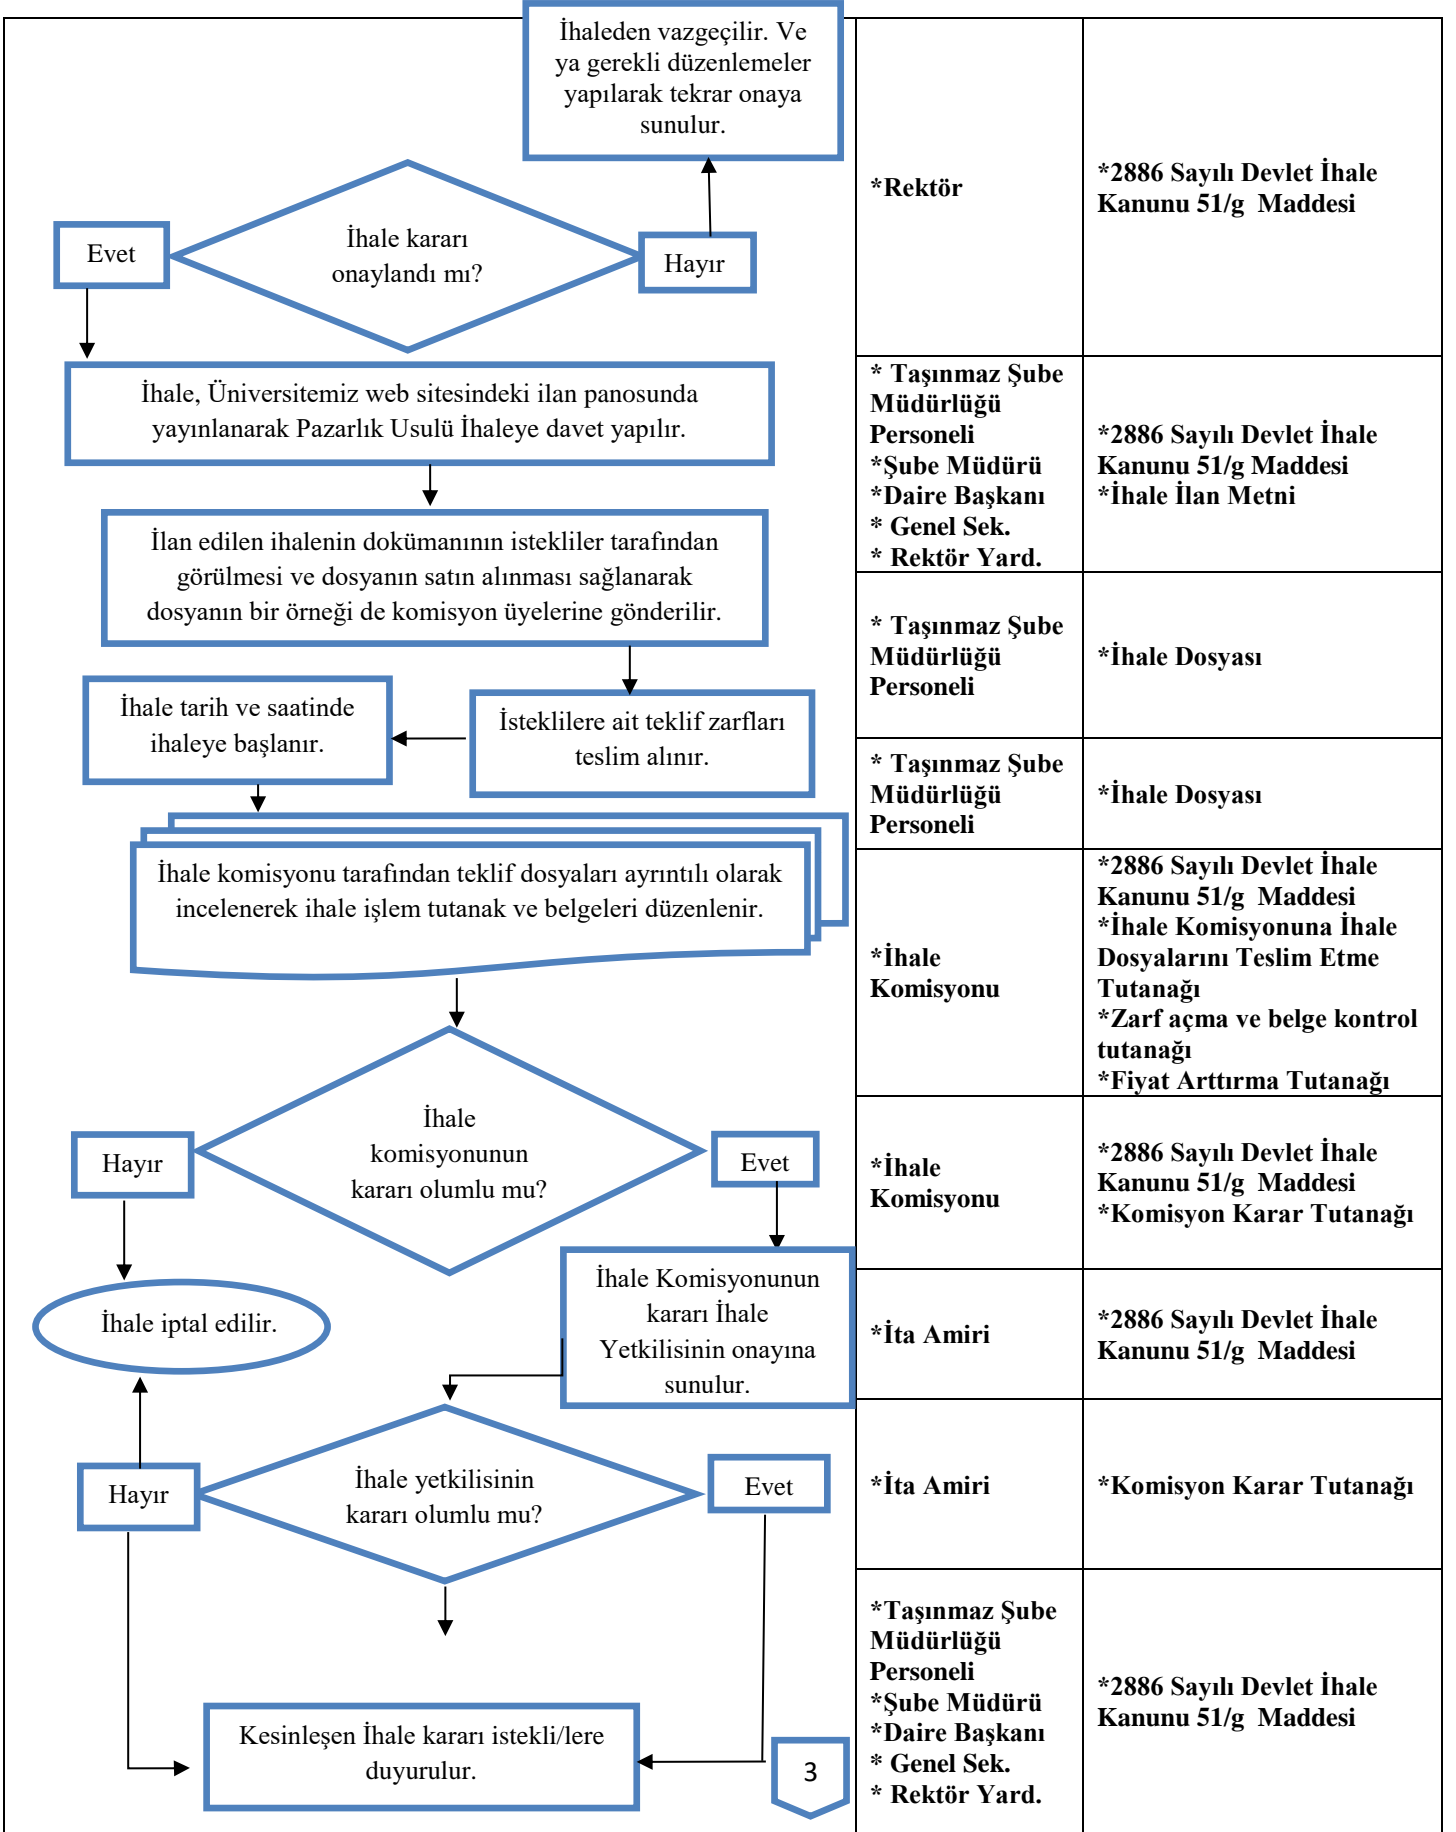 İhaleden vazgeçilir. Ve
ya gerekli düzenlemeler
yapılarak tekrar onaya
sunulur.
İhale kararı
onaylandı mı?
Evet
Hayır
*Rektör
*2886 Sayılı Devlet İhale
Kanunu 51/g  Maddesi
İhale, Üniversitemiz web sitesindeki ilan panosunda
yayınlanarak Pazarlık Usulü İhaleye davet yapılır.
* Taşınmaz Şube
Müdürlüğü
Personeli
*Şube Müdürü
*Daire Başkanı
* Genel Sek.
* Rektör Yard.
*2886 Sayılı Devlet İhale
Kanunu 51/g Maddesi
*İhale İlan Metni
İlan edilen ihalenin dokümanının istekliler tarafından
görülmesi ve dosyanın satın alınması sağlanarak
dosyanın bir örneği de komisyon üyelerine gönderilir.
* Taşınmaz Şube
Müdürlüğü
Personeli
*İhale Dosyası
İsteklilere ait teklif zarfları
teslim alınır.
İhale tarih ve saatinde
ihaleye başlanır.
* Taşınmaz Şube
Müdürlüğü
Personeli
*İhale Dosyası
İhale komisyonu tarafından teklif dosyaları ayrıntılı olarak
incelenerek ihale işlem tutanak ve belgeleri düzenlenir.
*İhale
Komisyonu
*2886 Sayılı Devlet İhale
Kanunu 51/g  Maddesi
*İhale Komisyonuna İhale
Dosyalarını Teslim Etme
Tutanağı
*Zarf açma ve belge kontrol
tutanağı
*Fiyat Arttırma Tutanağı
İhale
komisyonunun
kararı olumlu mu?
Hayır
Evet
*İhale
Komisyonu
*2886 Sayılı Devlet İhale
Kanunu 51/g  Maddesi
*Komisyon Karar Tutanağı
İhale iptal edilir.
İhale Komisyonunun
kararı İhale
Yetkilisinin onayına
sunulur.
*İta Amiri
*2886 Sayılı Devlet İhale
Kanunu 51/g  Maddesi
İhale yetkilisinin
kararı olumlu mu?
Hayır
Evet
*İta Amiri
*Komisyon Karar Tutanağı
Kesinleşen İhale kararı istekli/lere
duyurulur.
3
*Taşınmaz Şube
Müdürlüğü
Personeli
*Şube Müdürü
*Daire Başkanı
* Genel Sek.
* Rektör Yard.
*2886 Sayılı Devlet İhale
Kanunu 51/g  Maddesi